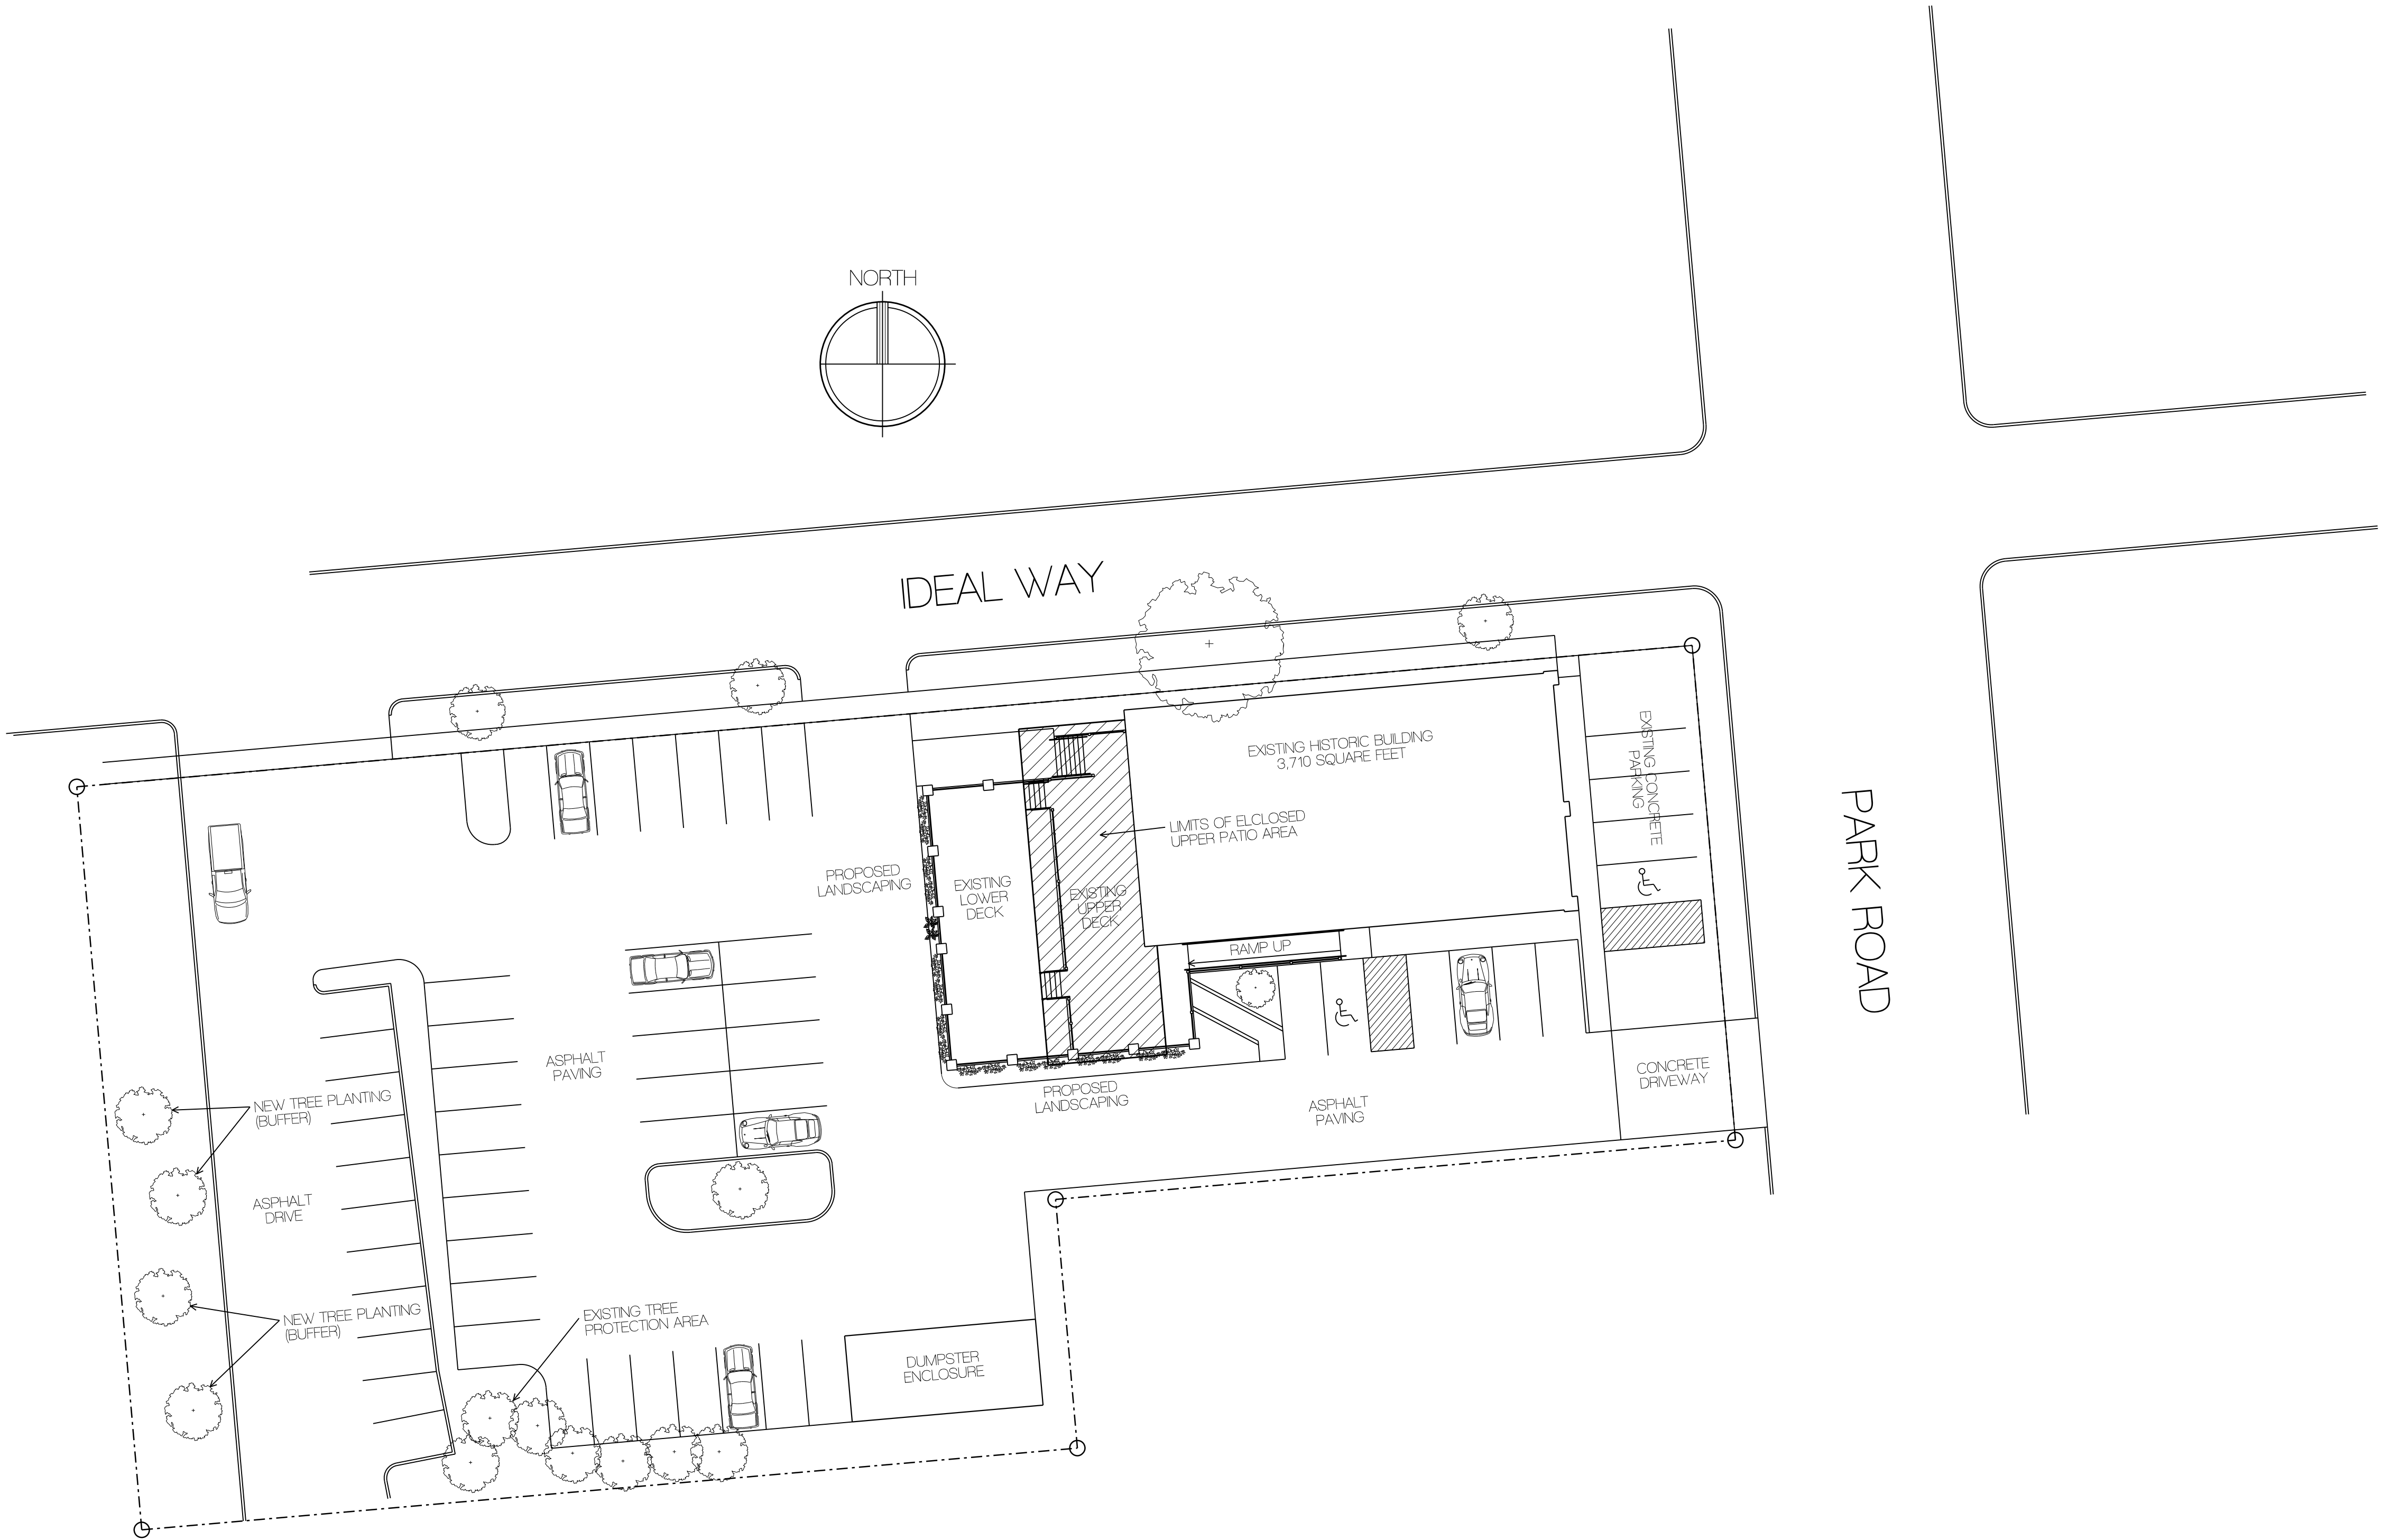 NORTH
IDEAL WAY
PARK ROAD
EXISTING HISTORIC BUILDING
3,710 SQUARE FEET
EXISTING CONCRETE
PARKING
LIMITS OF ELCLOSED
UPPER PATIO AREA
PROPOSED
LANDSCAPING
EXISTING
LOWER
DECK
EXISTING
UPPER
DECK
RAMP UP
ASPHALT
PAVING
CONCRETE
DRIVEWAY
PROPOSED
LANDSCAPING
ASPHALT
PAVING
NEW TREE PLANTING
(BUFFER)
ASPHALT
DRIVE
NEW TREE PLANTING
(BUFFER)
EXISTING TREE
PROTECTION AREA
DUMPSTER
ENCLOSURE